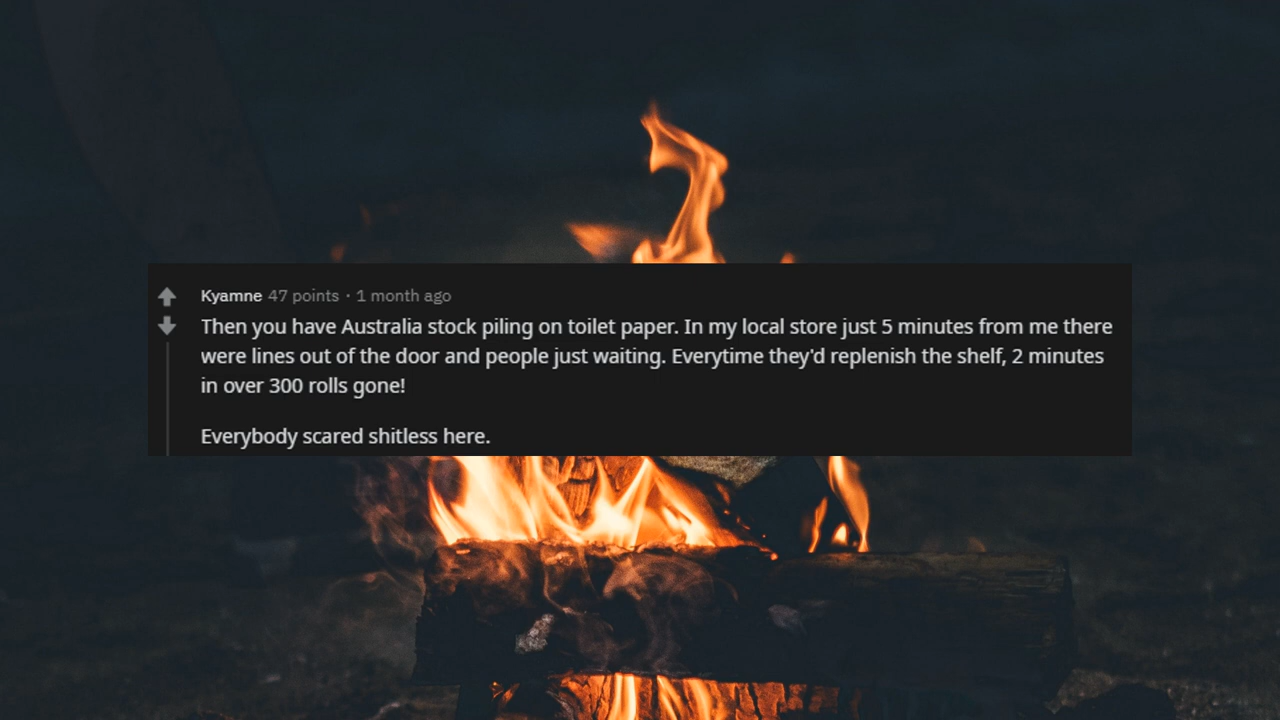 Kyamne 47 points · 1 month ago
Then you have Australia stock piling on toilet paper. In my local store just 5 minutes from me there
were lines out of the door and people just waiting. Everytime they'd replenish the shelf, 2 minutes
in over 300 rolls gone!
Everybody scared shitless here.